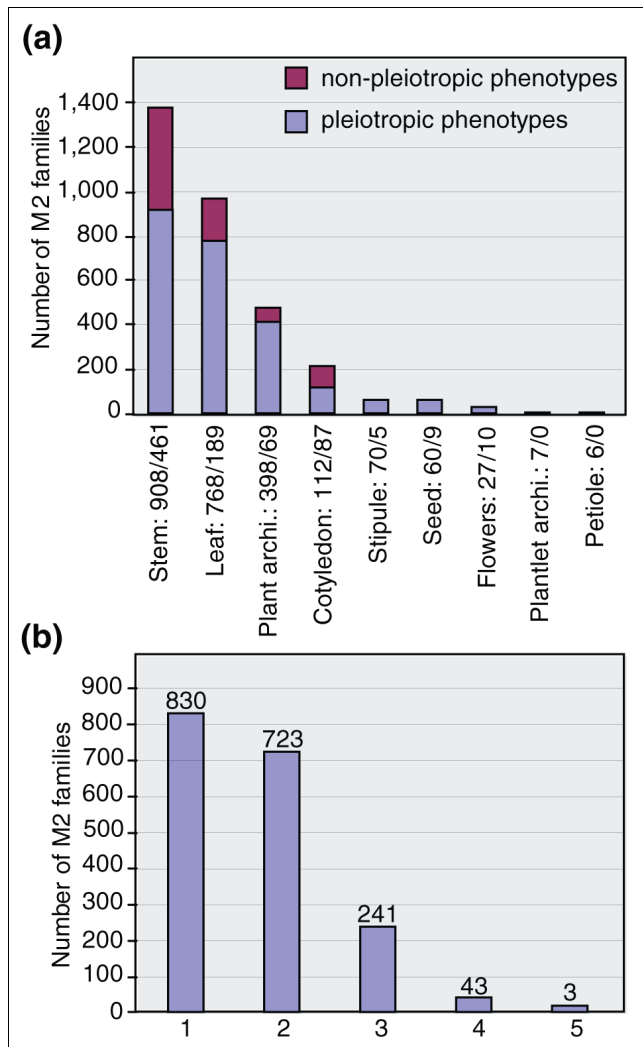 (a)
non-pleiotropic phenotypes
pleiotropic phenotypes
Number of M2 families
1,400
1,200
1,000
800
600
400
200
0
Stem: 908/461
Leaf: 768/189
Plant archi.: 398/69
Cotyledon: 112/87
Stipule: 70/5
Seed: 60/9
Flowers: 27/10
Plantlet archi.: 7/0
Petiole: 6/0
(b)
Number of M2 families
900
800
700
600
500
400
300
200
100
0
830
723
241
43
3
1 2 3 4 5